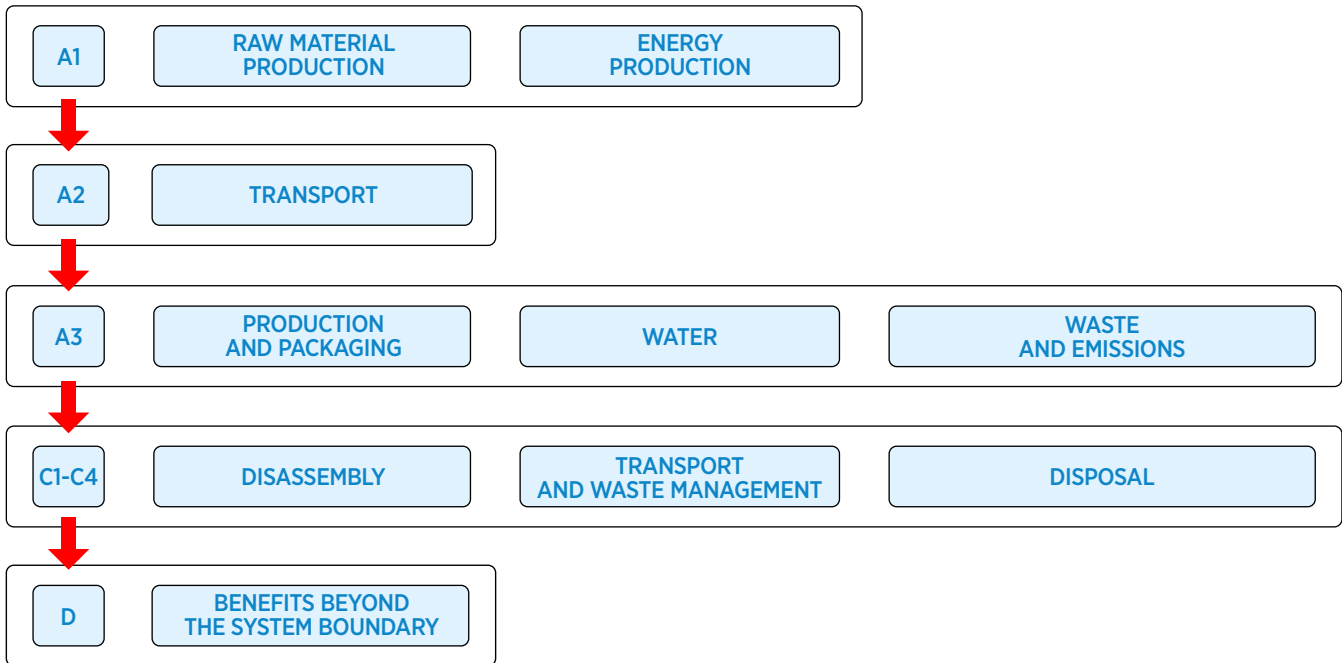 A1
RAW MATERIAL
PRODUCTION
ENERGY
PRODUCTION
A2
TRANSPORT
A3
PRODUCTION
AND PACKAGING
WATER
WASTE
AND EMISSIONS
C1-C4
DISASSEMBLY
TRANSPORT
AND WASTE MANAGEMENT
DISPOSAL
D
BENEFITS BEYOND
THE SYSTEM BOUNDARY